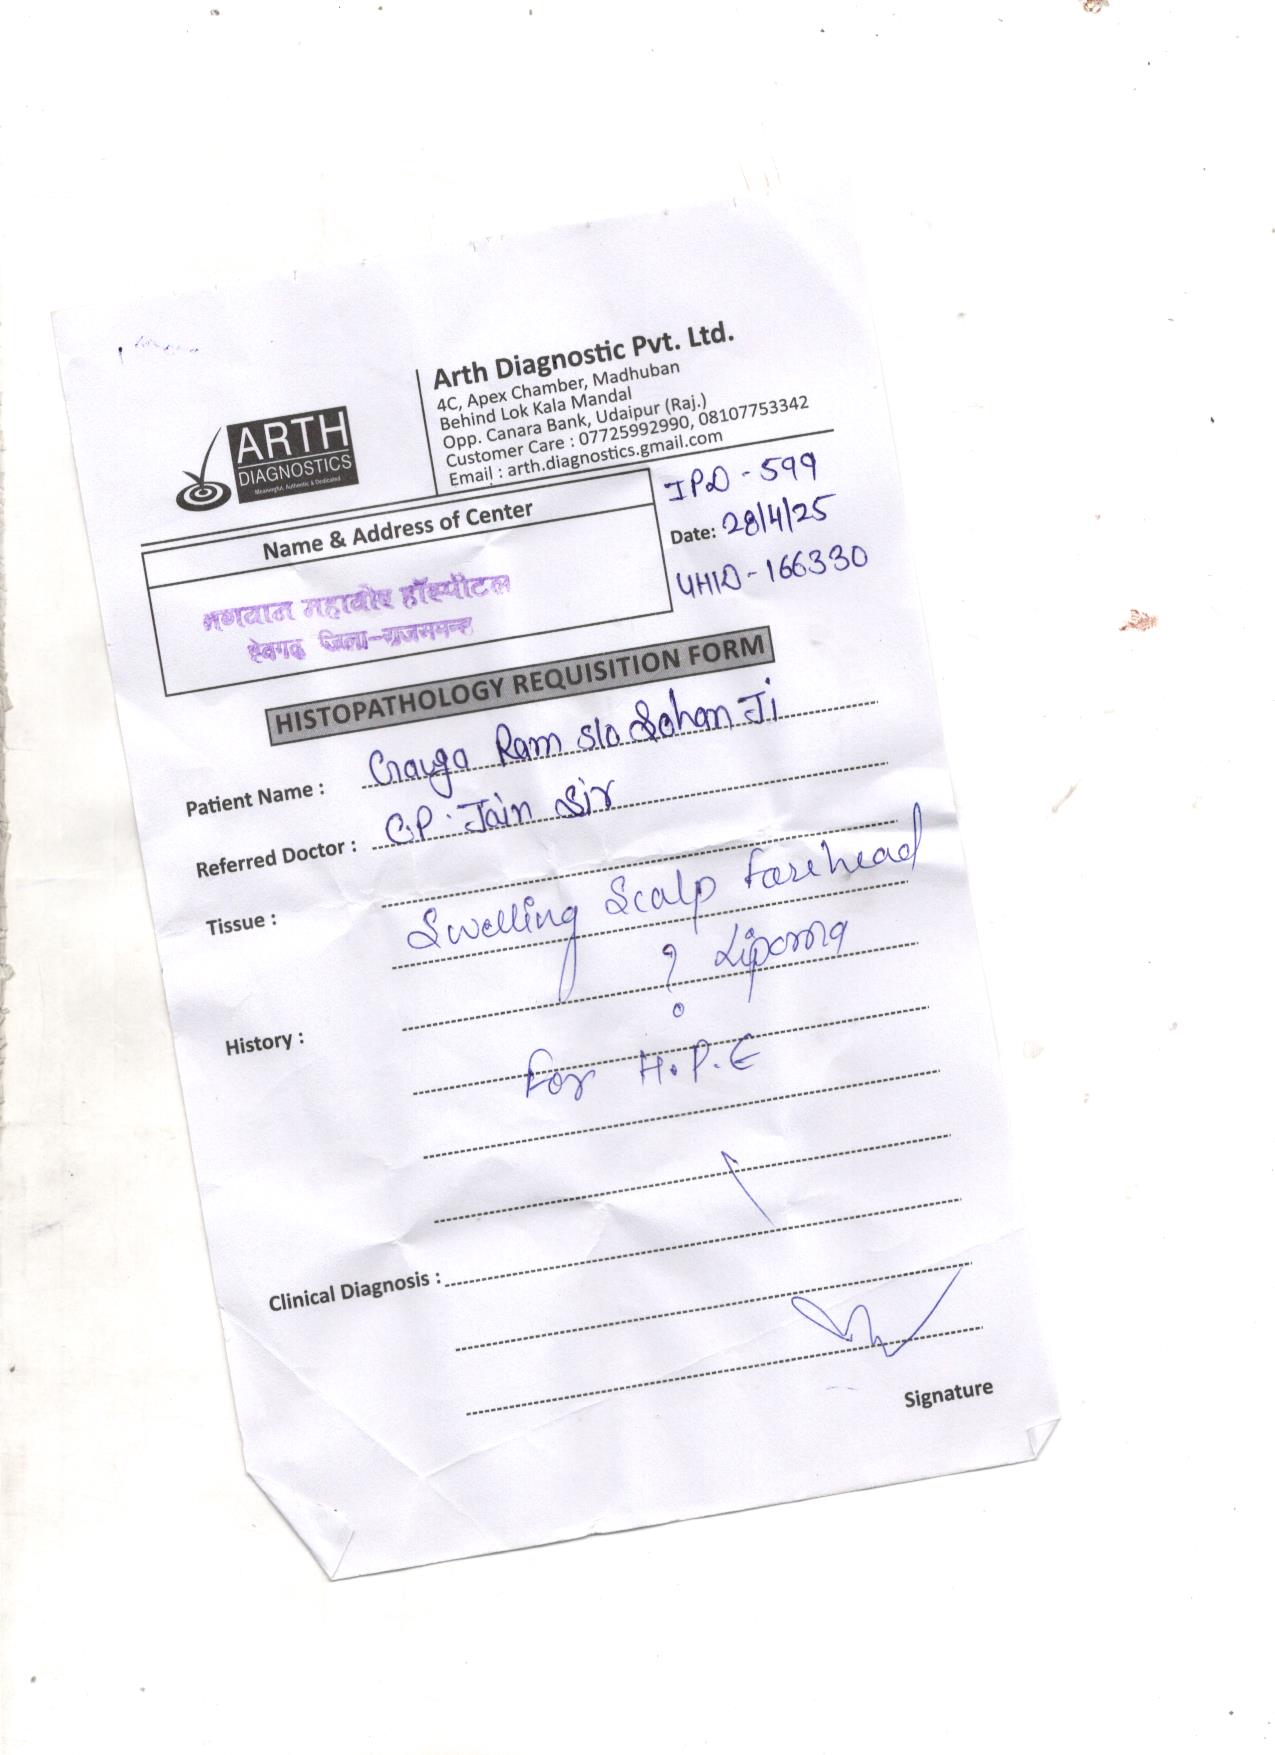 Arth Diagnostic Pvt. Ltd.
4C, Apex Chamber, Madhuban
Behind Lok Kala Mandal
Opp. Canara Bank, Udaipur (Raj.)
Customer Care : 07725992990, 08107753342
Email : arth.diagnostics.gmail.com
ARTH
DIAGNOSTICS
Meaningful, Authentic & Dedicated
IPD - 599
Name & Address of Center
Date: 28/4/25
UHID - 166330
भगवान महावीर हॉस्पीटल
देवगढ़ जिला-राजसमन्द
HISTOPATHOLOGY REQUISITION FORM
Patient Name : Ram S/o Sohan Ji
Referred Doctor : C.P. Jain Sir
Tissue :
Swelling Scalp Forehead
? Lipoma
History :
For H.P.E
Clinical Diagnosis :
Signature